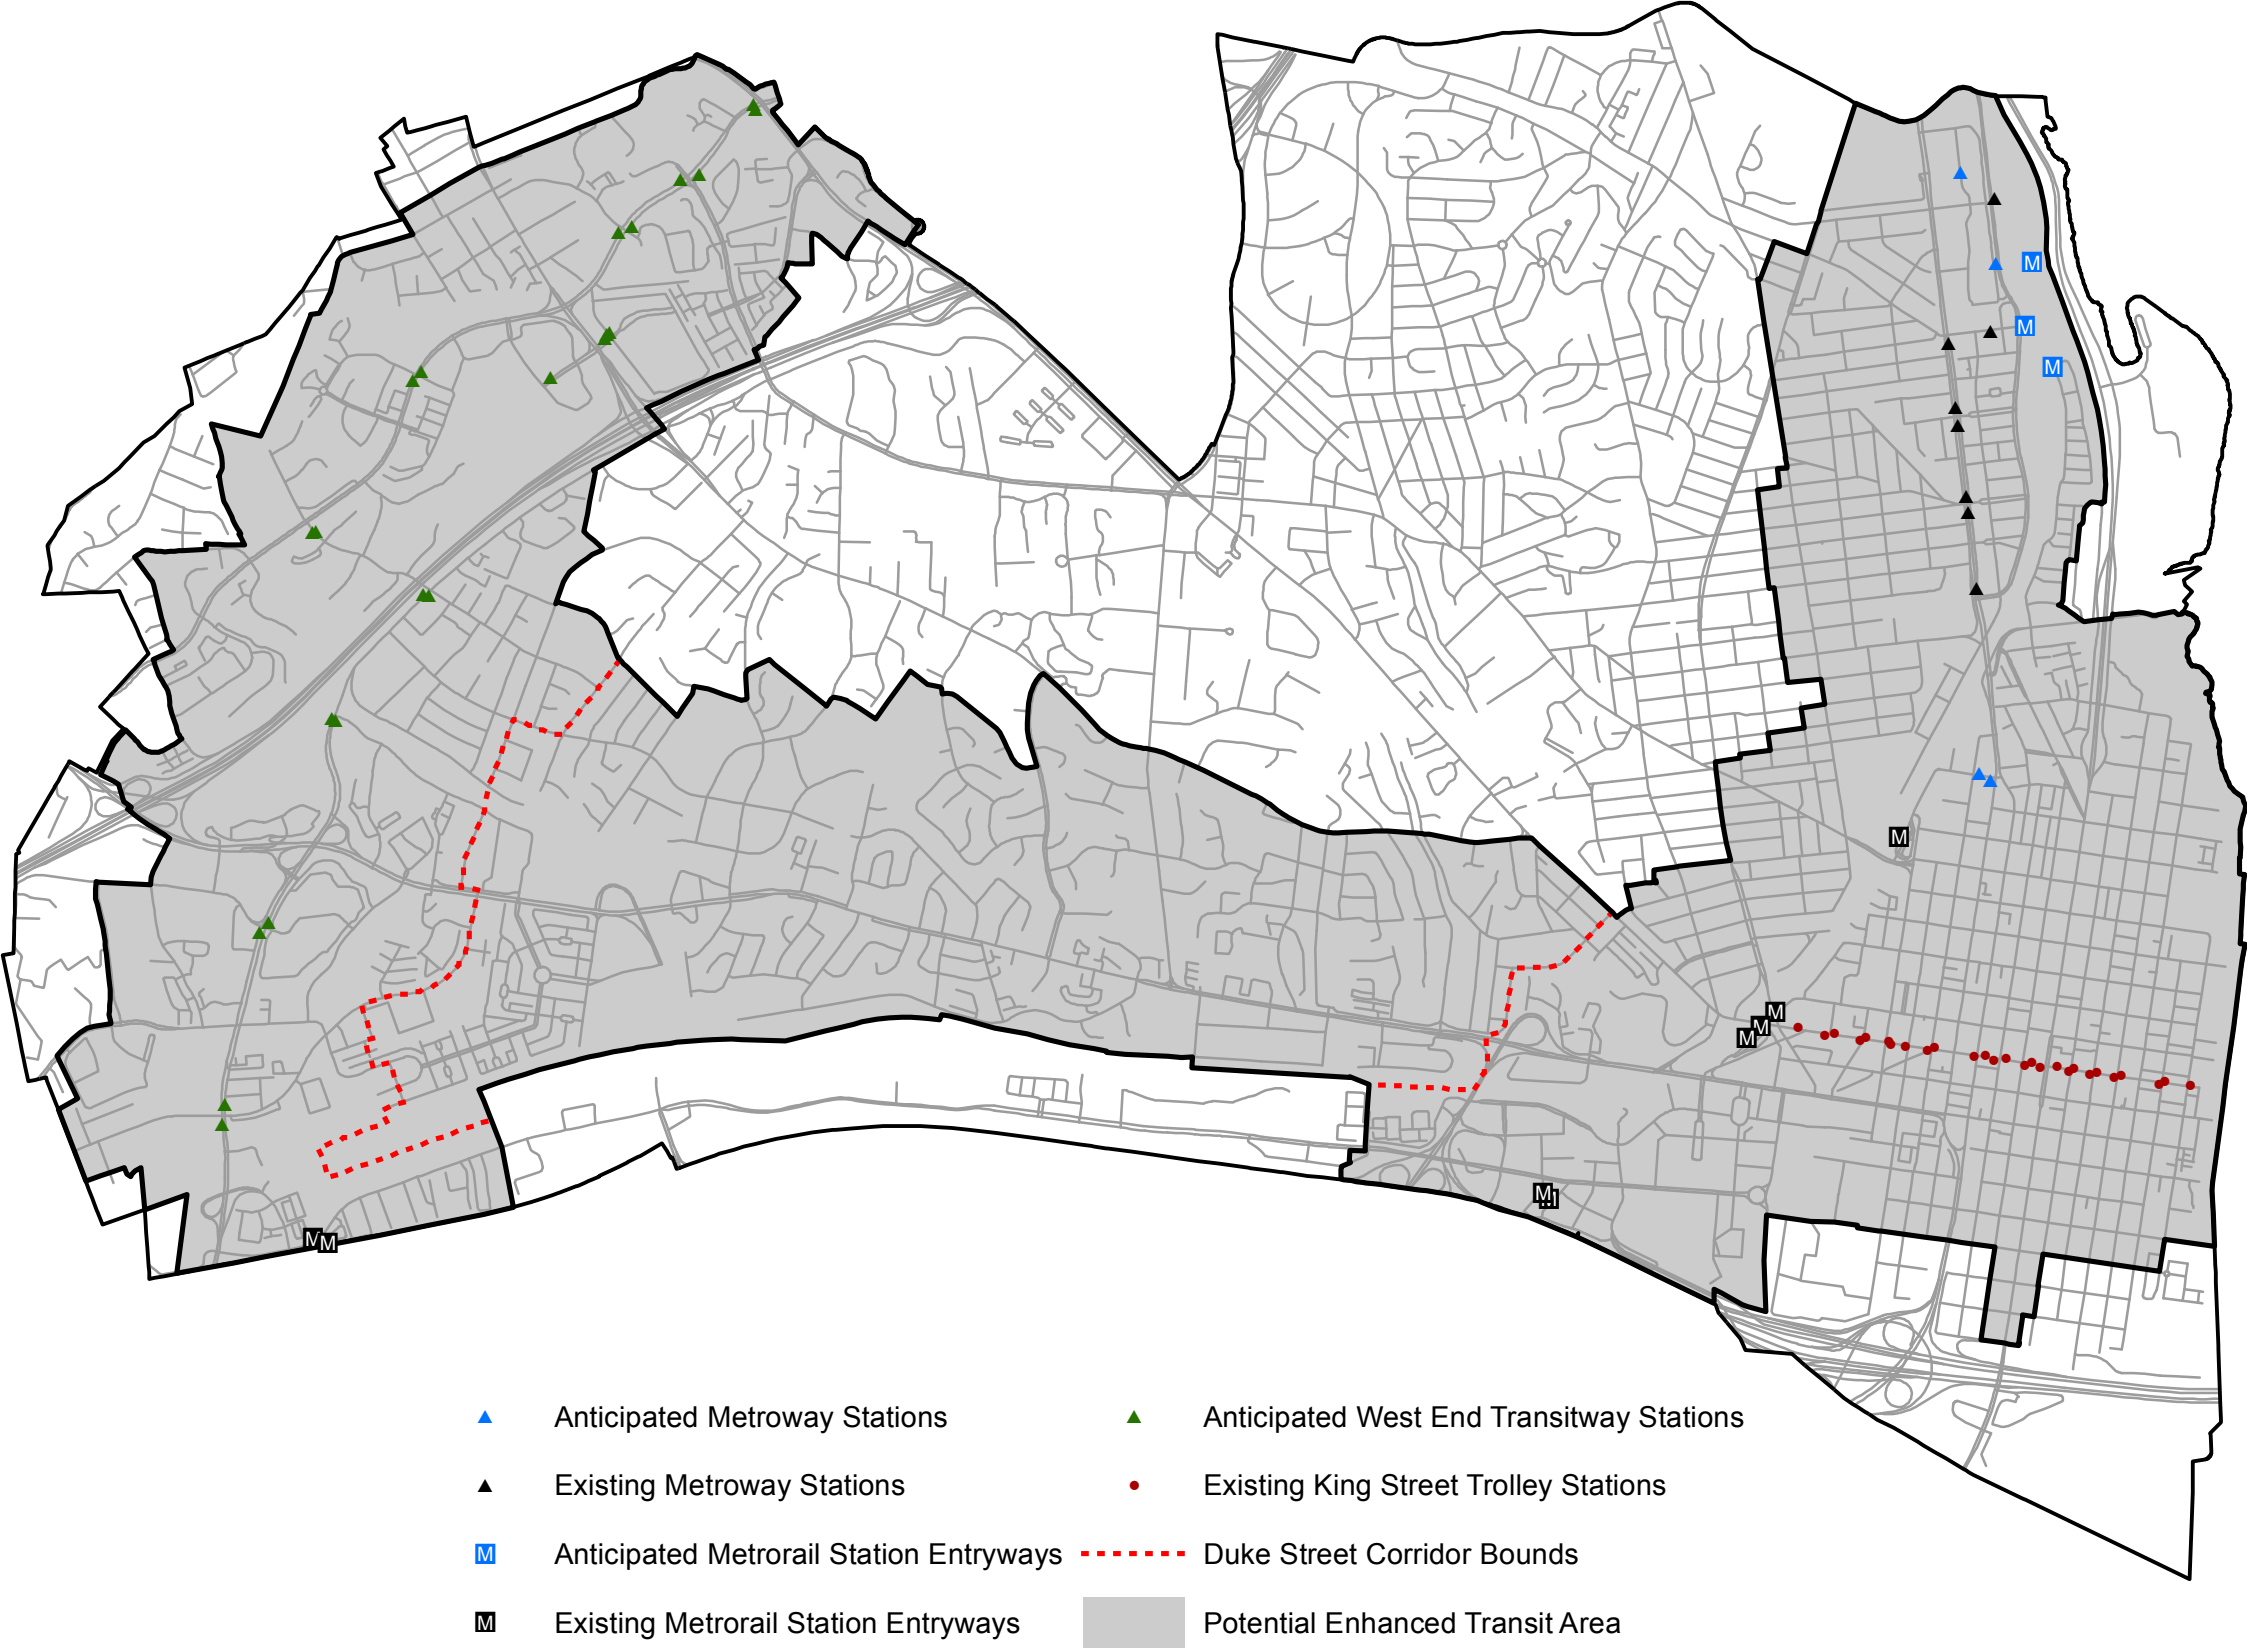 M
M
M
M
M
M
M
M
M
M
M
Anticipated Metroway Stations
Anticipated West End Transitway Stations
Existing Metroway Stations
Existing King Street Trolley Stations
M Anticipated Metrorail Station Entryways
Duke Street Corridor Bounds
M Existing Metrorail Station Entryways
Potential Enhanced Transit Area